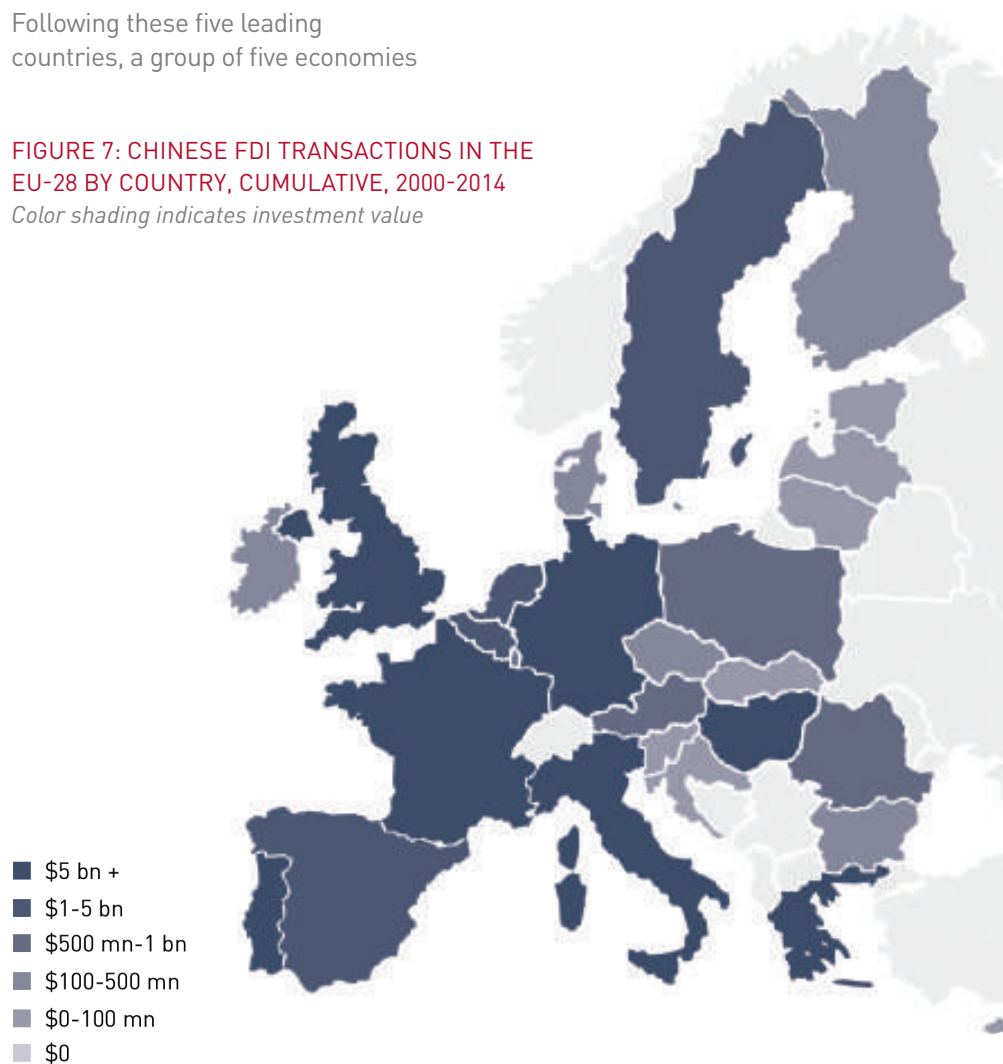 Following these five leading
countries, a group of five economies
FIGURE 7: CHINESE FDI TRANSACTIONS IN THE
EU-28 BY COUNTRY, CUMULATIVE, 2000-2014
Color shading indicates investment value
$5 bn +
$1-5 bn
$500 mn-1 bn
$100-500 mn
$0-100 mn
$0